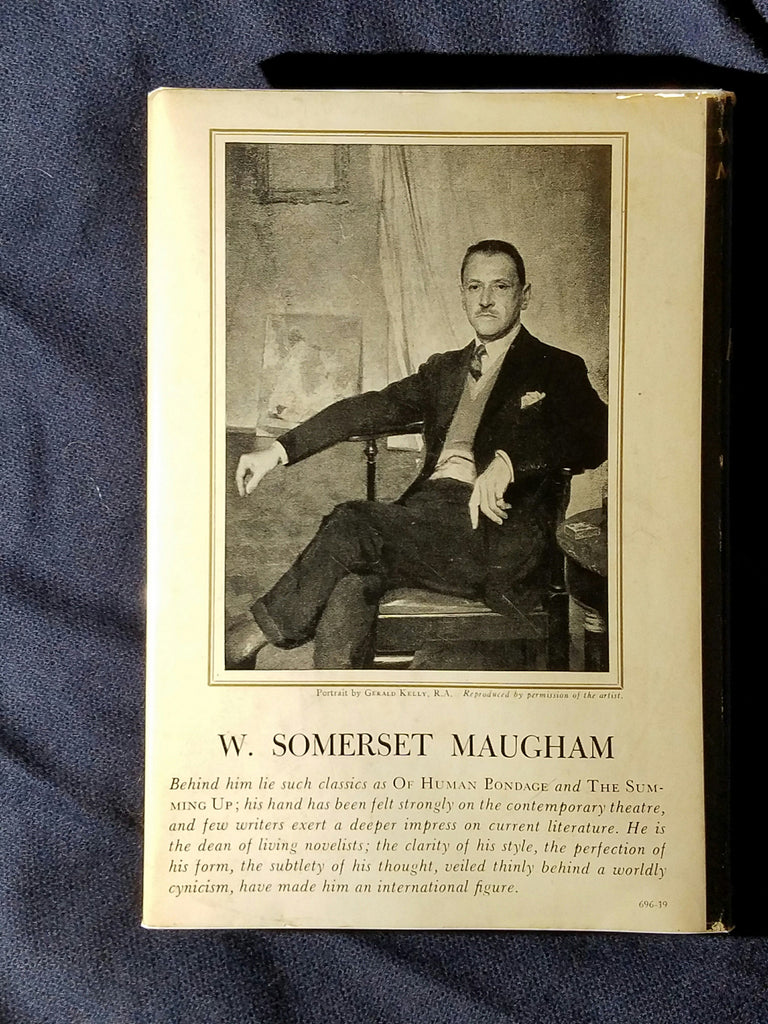 Portrait by GERALD KELLY, R.A. Reproduced by permission of the artist.
W. SOMERSET MAUGHAM
Behind him lie such classics as OF HUMAN BONDAGE and THE SUM-
MING UP; his hand has been felt strongly on the contemporary theatre,
and few writers exert a deeper impress on current literature. He is
the dean of living novelists; the clarity of his style, the perfection of
his form, the subtlety of his thought, veiled thinly behind a worldly
cynicism, have made him an international figure.
696-39